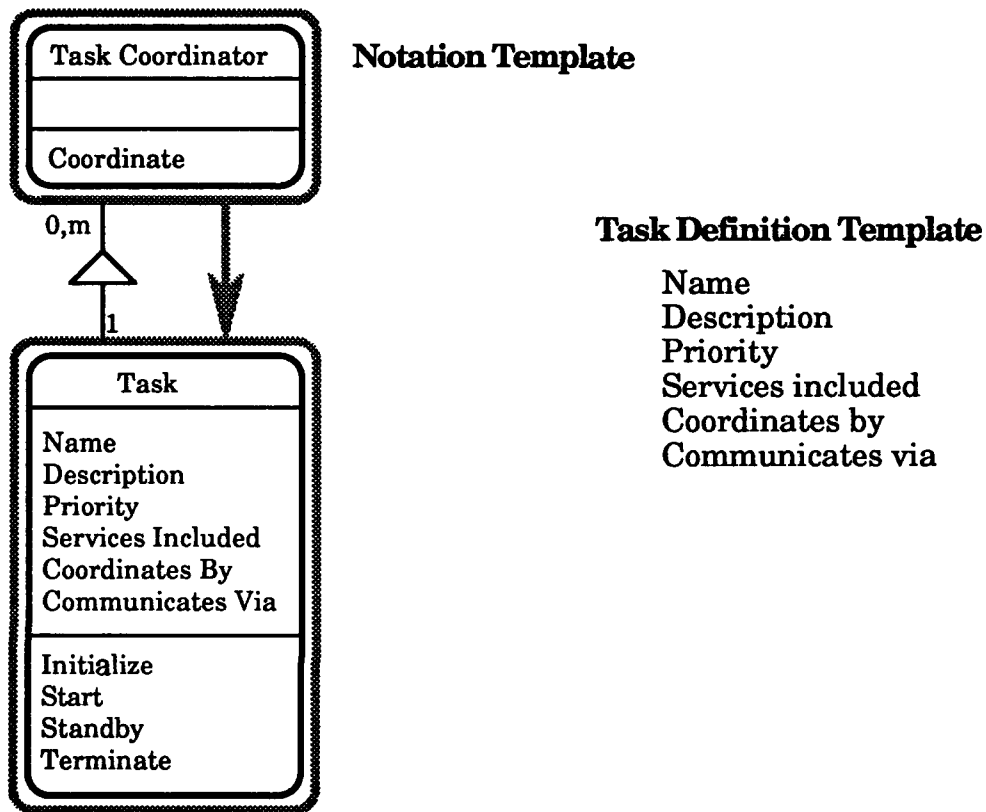 Task Coordinator
Notation Template
Coordinate
0,m
1
Task Definition Template
Name
Description
Priority
Services included
Coordinates by
Communicates via
Task
Name
Description
Priority
Services Included
Coordinates By
Communicates Via
Initialize
Start
Standby
Terminate